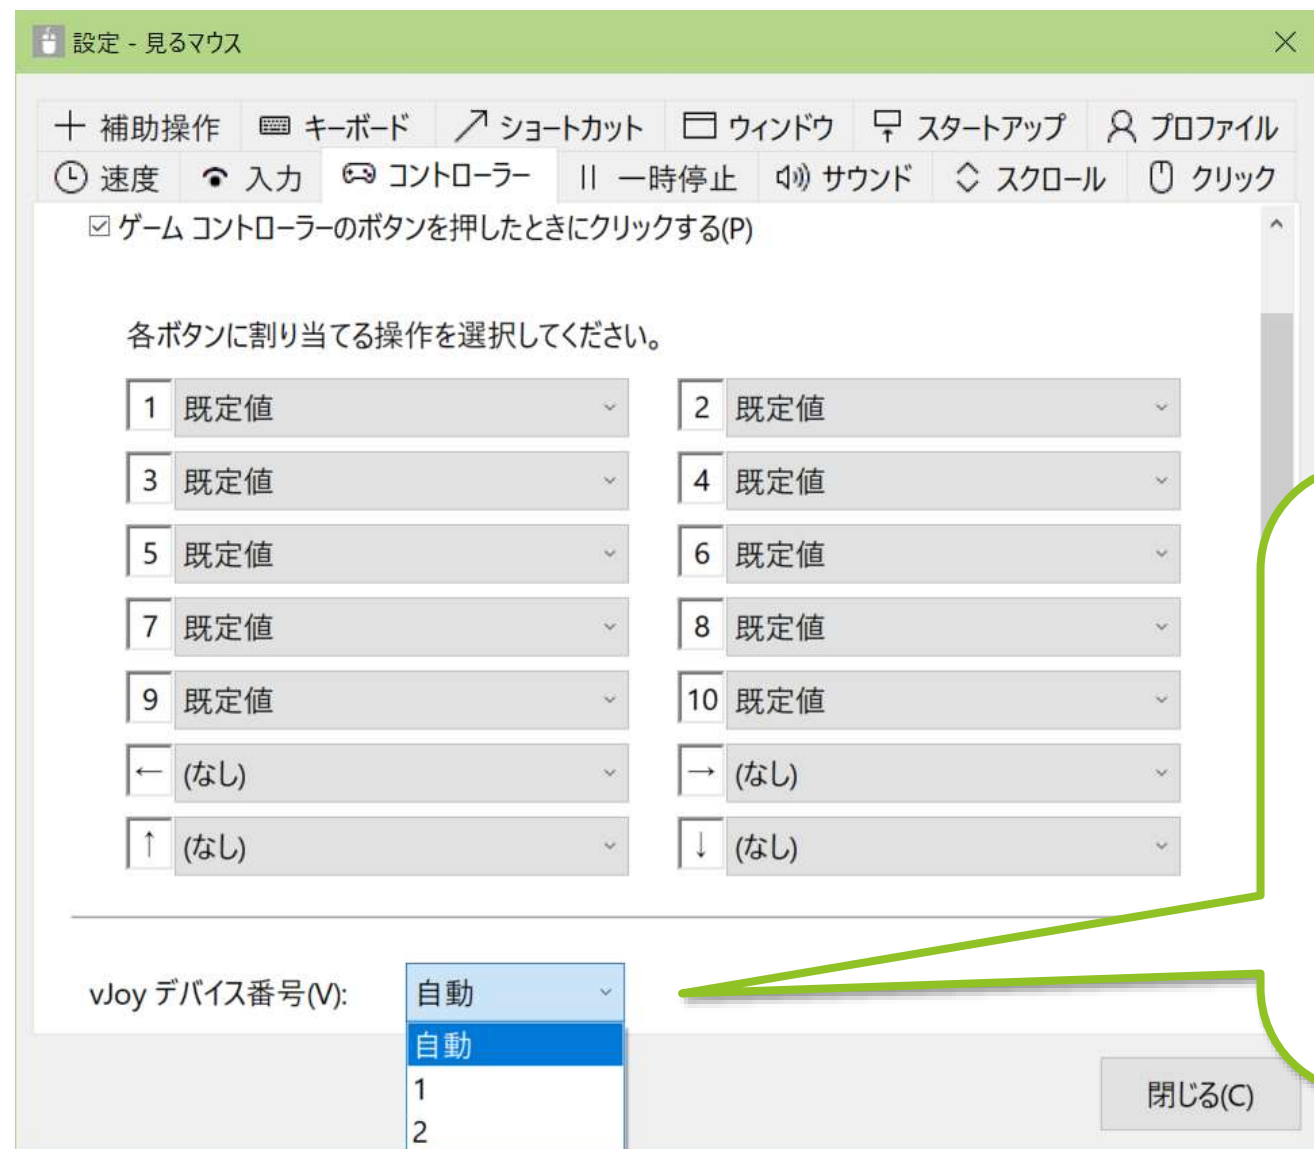 設定 - 見るマウス
補助操作 キーボード ショートカット ウィンドウ スタートアップ プロファイル
速度 入力 コントローラー 一時停止 サウンド スクロール クリック
ゲーム コントローラーのボタンを押したときにクリックする(P)
各ボタンに割り当てる操作を選択してください。
1 既定値 2 既定値
3 既定値 4 既定値
5 既定値 6 既定値
7 既定値 8 既定値
9 既定値 10 既定値
← (なし) → (なし)
↑ (なし) ↓ (なし)
vJoy デバイス番号(V): 自動
自動
1
2
閉じる(C)